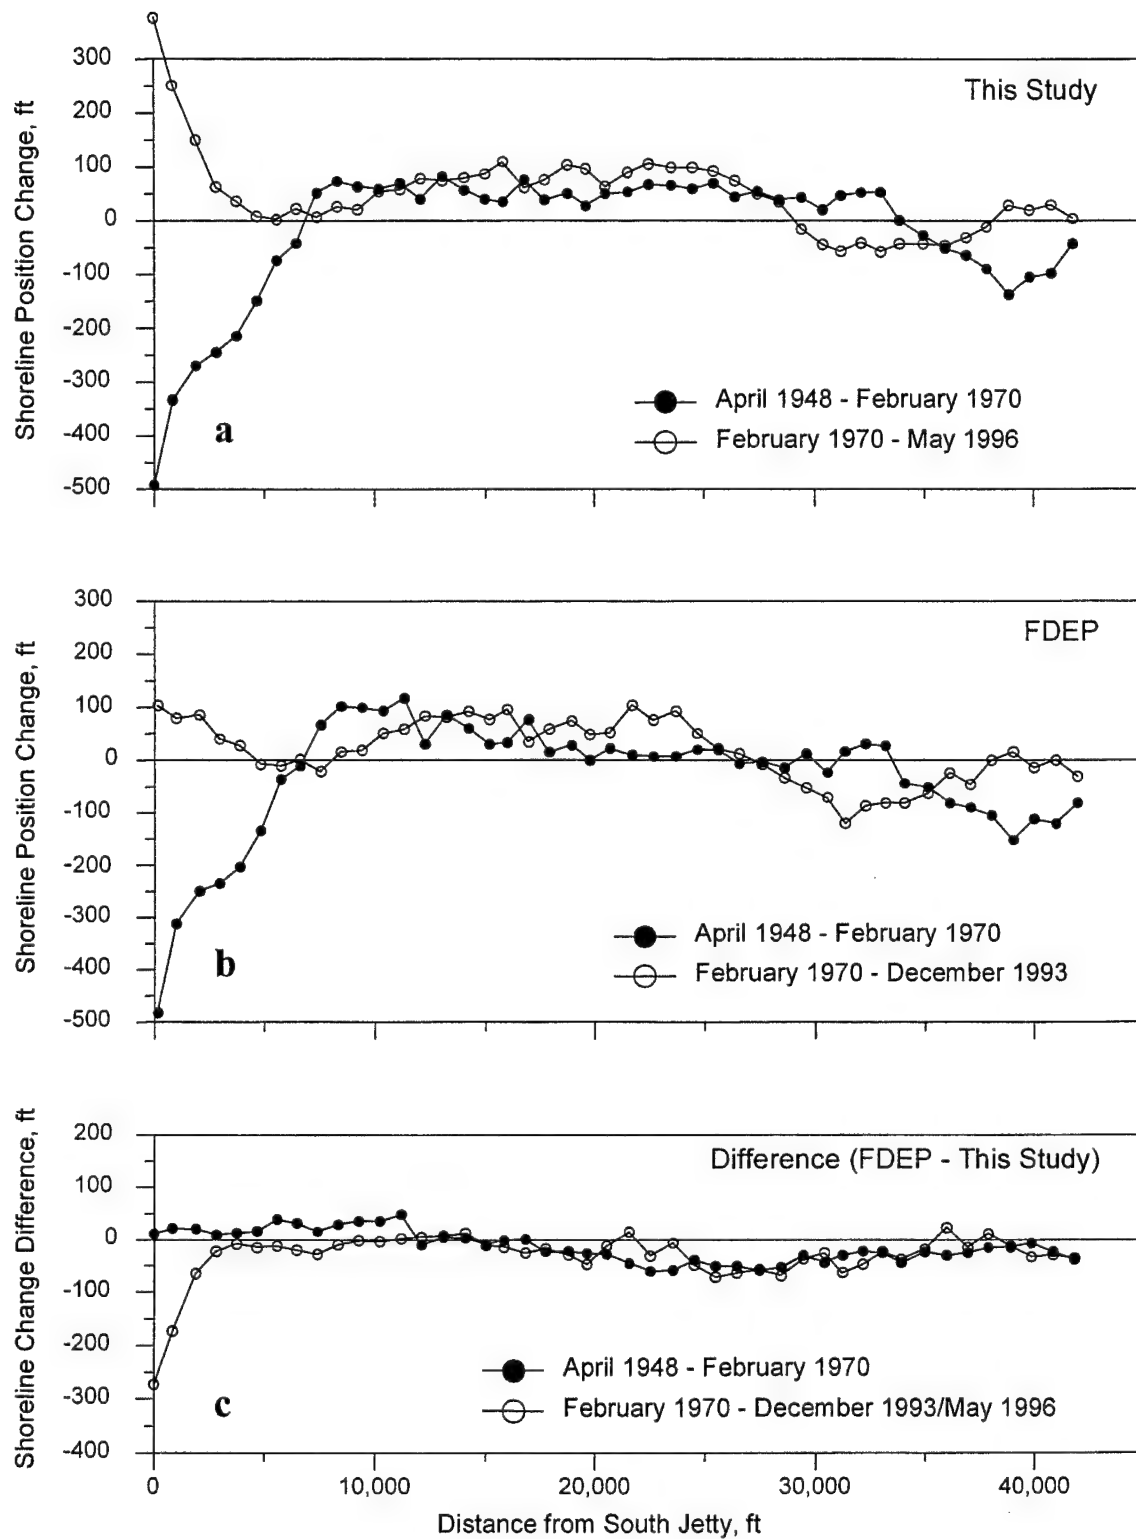 Shoreline Position Change, ft
300
200
100
0
-100
-200
-300
-400
-500
This Study
April 1948 - February 1970
February 1970 - May 1996
a
Shoreline Position Change, ft
300
200
100
0
-100
-200
-300
-400
-500
FDEP
April 1948 - February 1970
February 1970 - December 1993
b
Shoreline Change Difference, ft
200
100
0
-100
-200
-300
-400
Difference (FDEP - This Study)
April 1948 - February 1970
February 1970 - December 1993/May 1996
c
0 10,000 20,000 30,000 40,000
Distance from South Jetty, ft